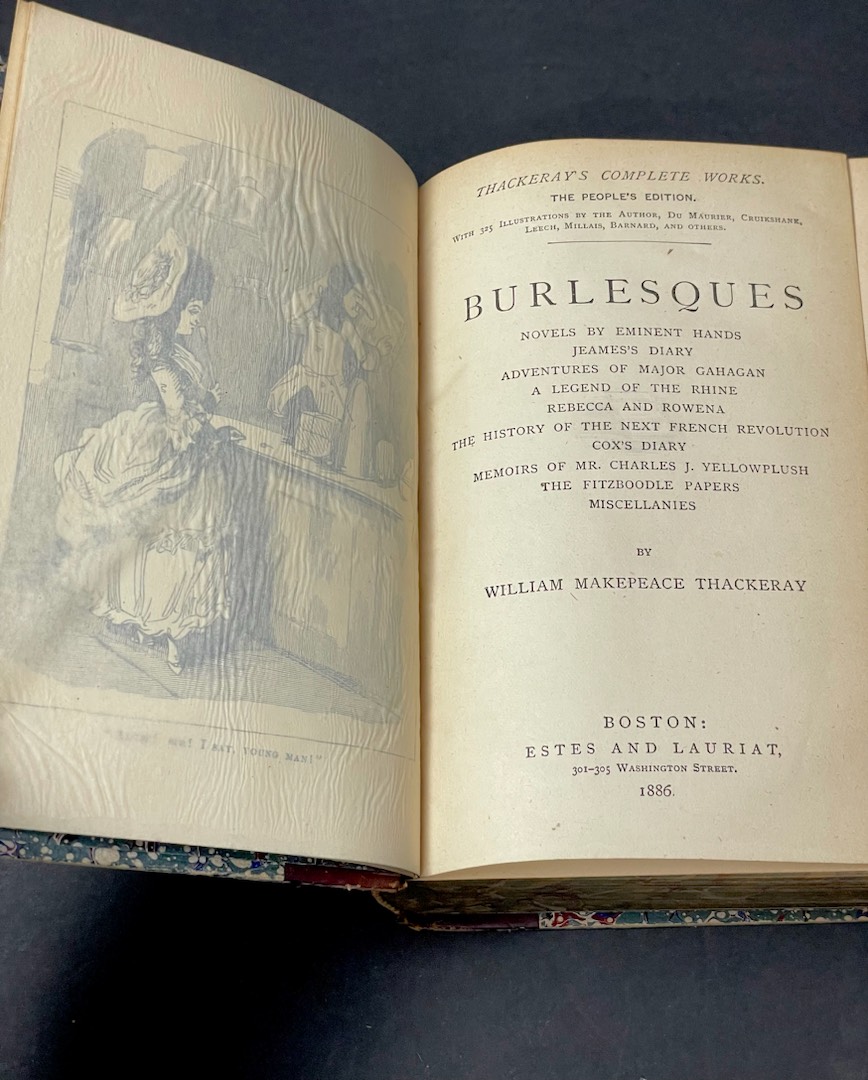 I SAY, YOUNG MAN!"
THACKERAY'S COMPLETE WORKS.
THE PEOPLE'S EDITION.
WITH 325 ILLUSTRATIONS BY THE AUTHOR, DU MAURIER, CRUIKSHANK,
LEECH, MILLAIS, BARNARD, AND OTHERS.
BURLESQUES
NOVELS BY EMINENT HANDS
JEAMES'S DIARY
ADVENTURES OF MAJOR GAHAGAN
A LEGEND OF THE RHINE
REBECCA AND ROWENA
THE HISTORY OF THE NEXT FRENCH REVOLUTION
COX'S DIARY
MEMOIRS OF MR. CHARLES J. YELLOWPLUSH
THE FITZBOODLE PAPERS
MISCELLANIES
BY
WILLIAM MAKEPEACE THACKERAY
BOSTON:
ESTES AND LAURIAT,
301-305 WASHINGTON STREET.
1886.